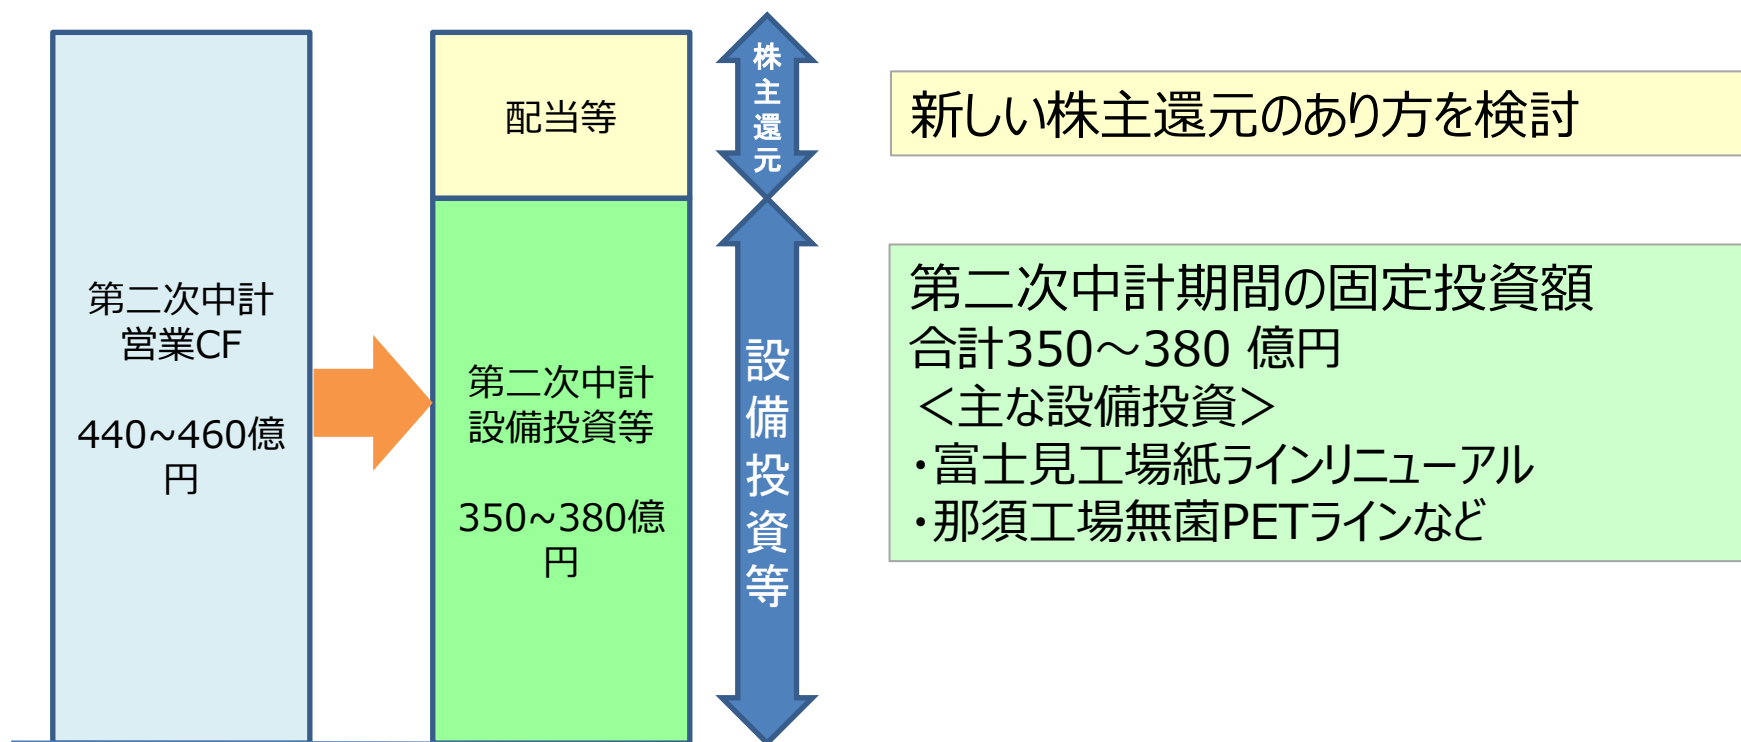 第二次中計
営業CF
440~460億
円
配当等
第二次中計
設備投資等
350~380億
円
株主還元
設備投資等
新しい株主還元のあり方を検討
第二次中計期間の固定投資額
合計350～380 億円
＜主な設備投資＞
・富士見工場紙ラインリニューアル
・那須工場無菌PETラインなど